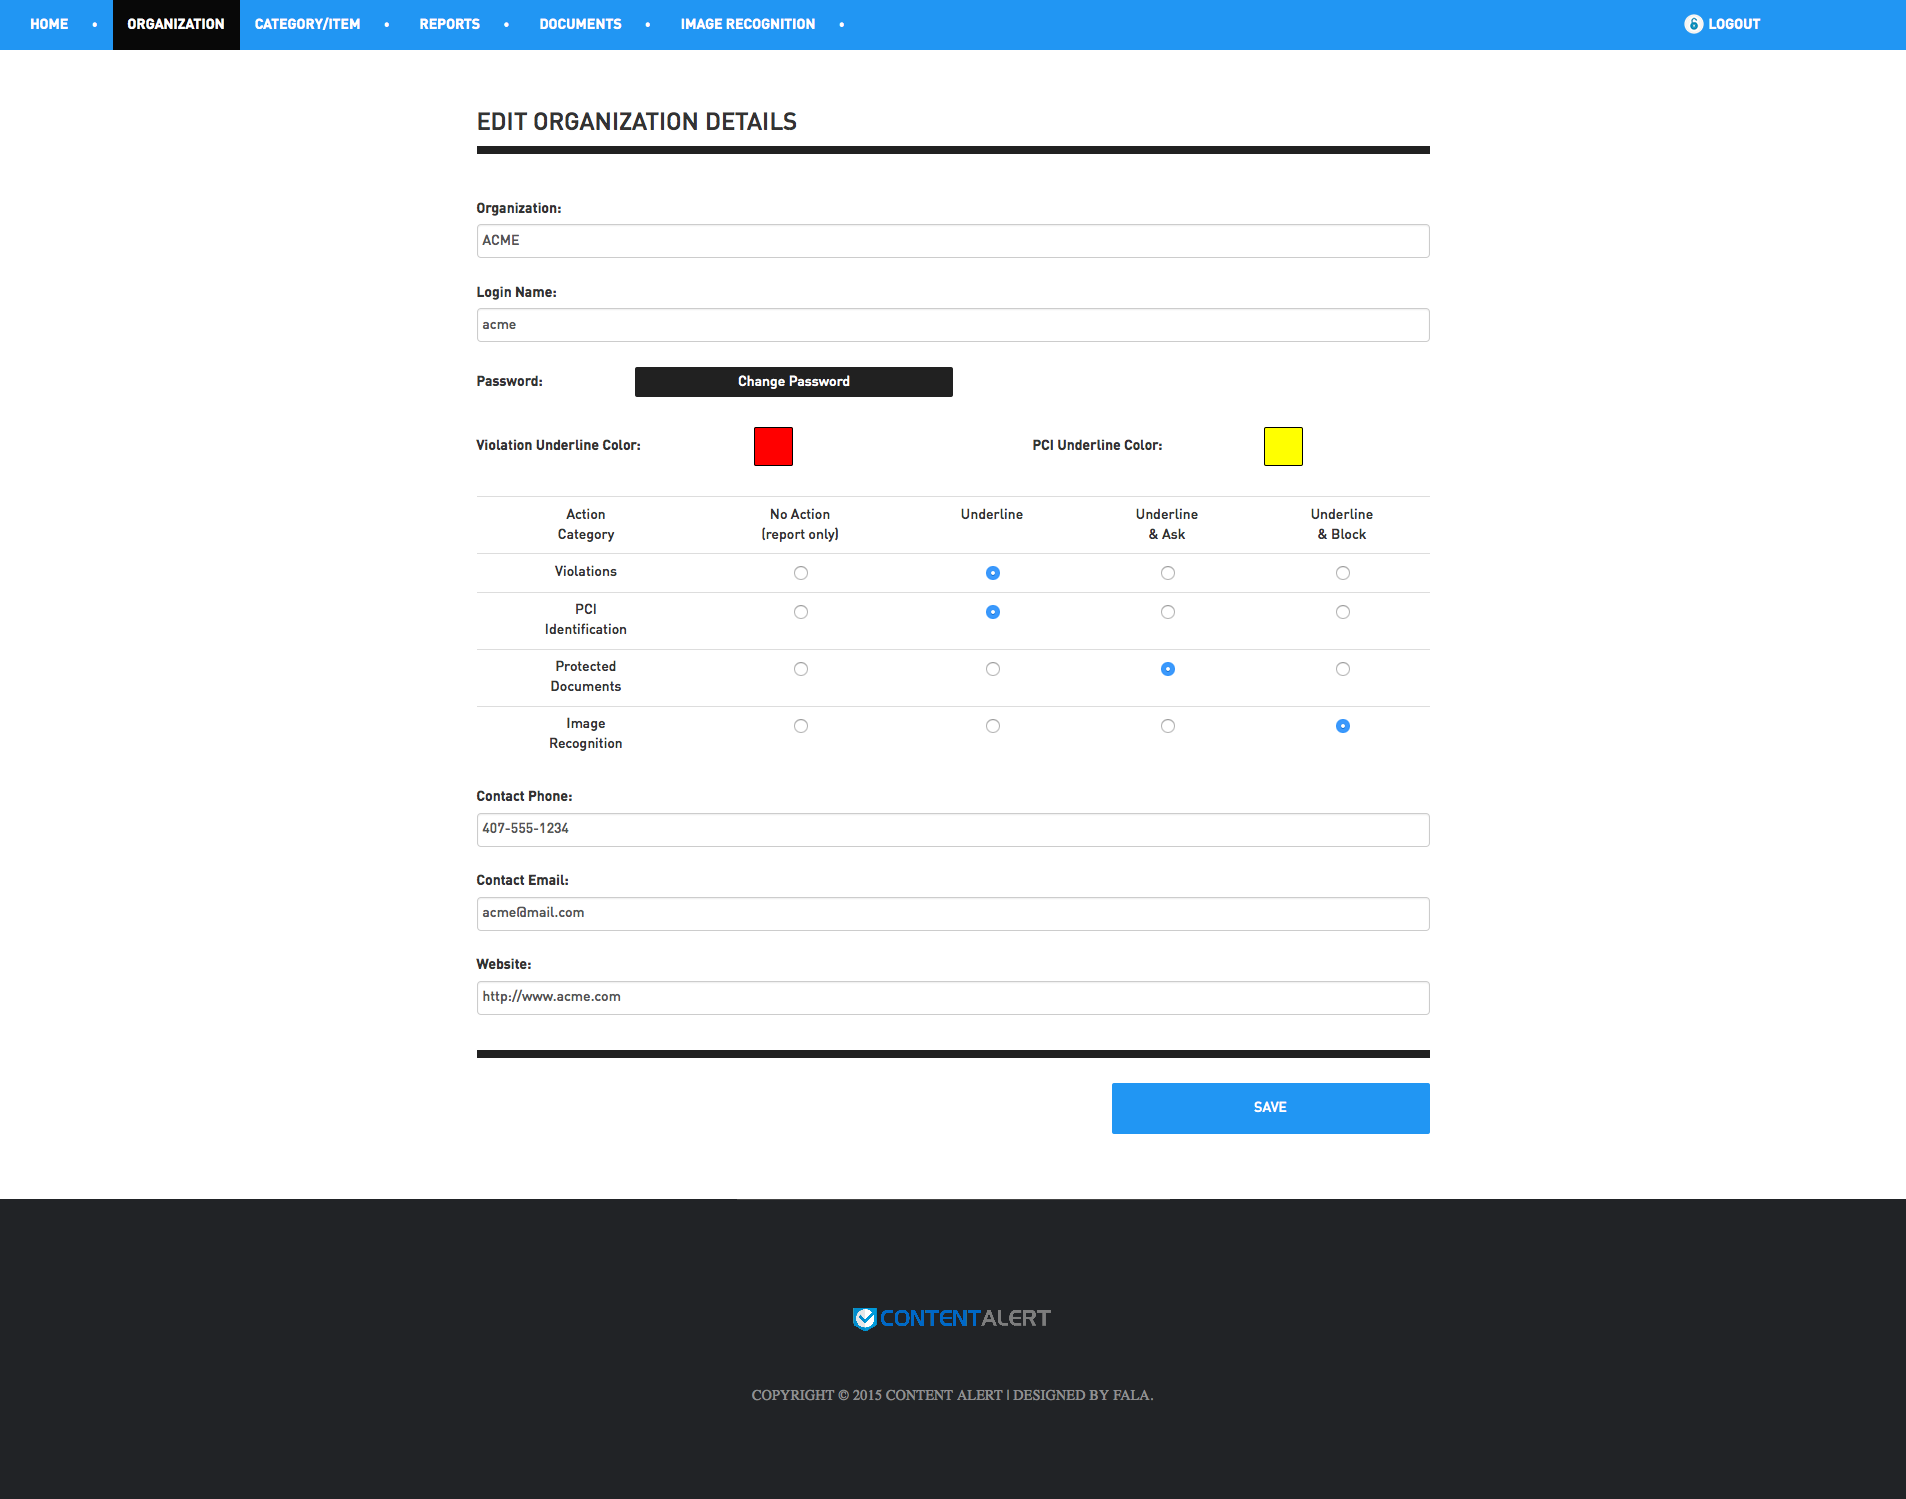 HOME • ORGANIZATION CATEGORY/ITEM • REPORTS • DOCUMENTS • IMAGE RECOGNITION • LOGOUT
EDIT ORGANIZATION DETAILS
Organization:
ACME
Login Name:
acme
Password: Change Password
Violation Underline Color: PCI Underline Color:
Action No Action Underline Underline Underline
Category (report only) & Ask & Block
Violations
PCI
Identification
Protected
Documents
Image
Recognition
Contact Phone:
407-555-1234
Contact Email:
acme@mail.com
Website:
http://www.acme.com
SAVE
CONTENTALERT
COPYRIGHT © 2015 CONTENT ALERT | DESIGNED BY FALA.